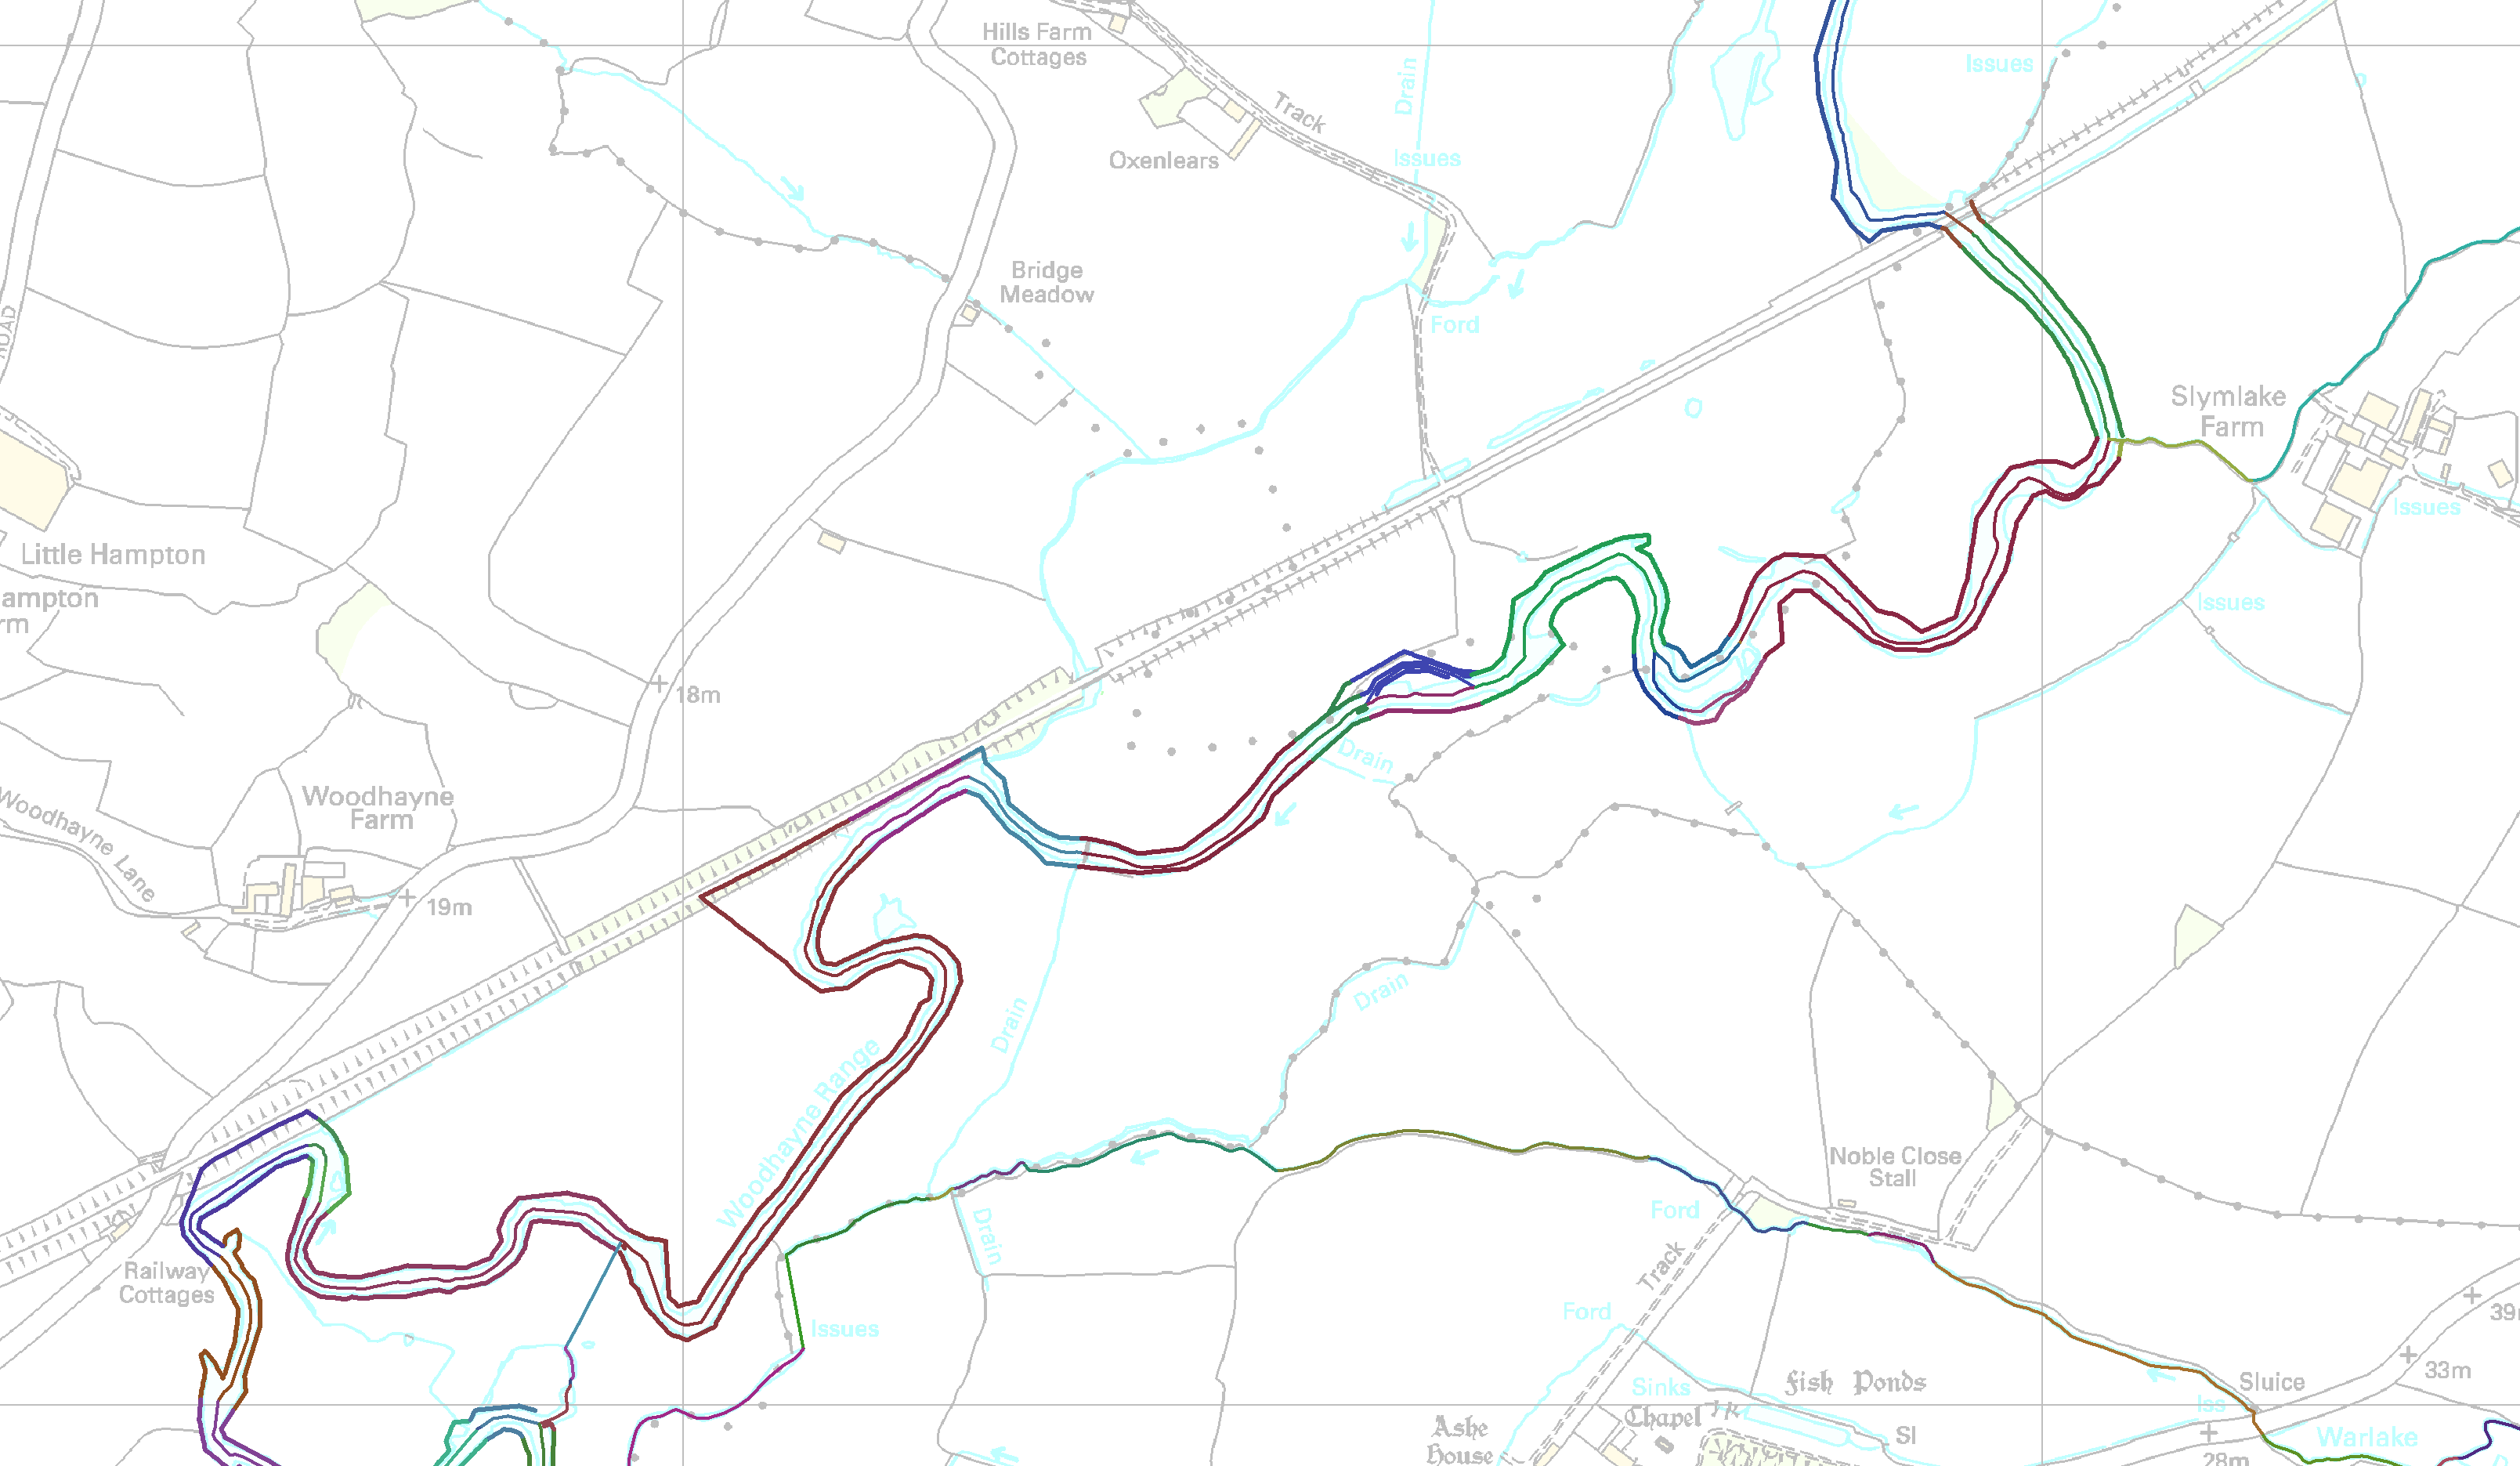 Hills Farm
Cottages
Issues
Drain
Track
Issues
Oxenlears
Bridge
Meadow
Ford
Slymlake
Farm
Issues
Little Hampton
ampton
rm
Issues
18m
Drain
Woodhayne
Farm
Woodhayne Lane
19m
Drain
Drain
Woodhayne Range
Noble Close
Stall
Ford
Drain
Track
Railway
Cottages
Issues
Ford
39m
33m
Sinks
Fish Ponds
Sluice
Iss
Chapel
Ashe
House
Sl
Warlake
28m